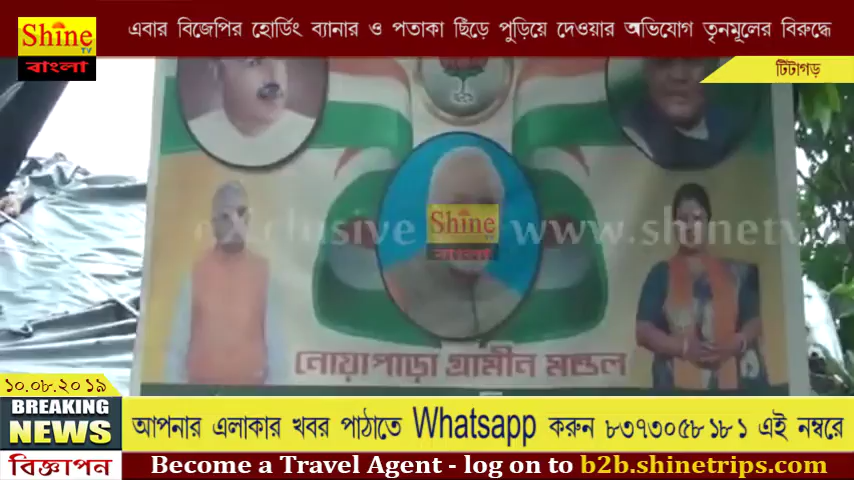 Shine TV
বাংলা
এবার বিজেপির হোর্ডিং ব্যানার ও পতাকা ছিঁড়ে পুড়িয়ে দেওয়ার অভিযোগ তৃনমূলের বিরুদ্ধে
টিটাগড়
eXclusive
Shine TV
বাংলা
www.shinetv.
নোয়াপাড়া গ্রামীন মন্ডল
১০.০৮.২০১৯
BREAKING
NEWS
আপনার এলাকার খবর পাঠাতে Whatsapp করুন ৮৩৭৩০৫৮১৮১ এই নম্বরে
বিজ্ঞাপন
Become a Travel Agent - log on to b2b.shinetrips.com